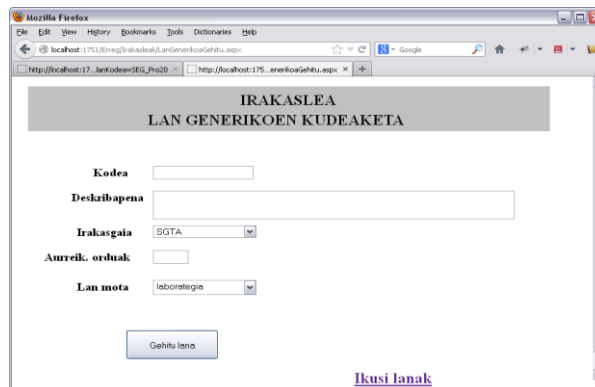 Mozilla Firefox
File Edit View History Bookmarks Tools Dictionaries Help
localhost:1751/Erreg/Irakasleak/LanGenerikoaGehitu.aspx
Google
http://localhost:17...lanKodea=SEG_Pro20
http://localhost:175...enerikoaGehitu.aspx
IRAKASLEA
LAN GENERIKOEN KUDEAKETA
Kodea
Deskribapena
Irakasgaia SGTA
Aurreik. orduak
Lan mota laborategia
Gehitu lana
Ikusi lanak